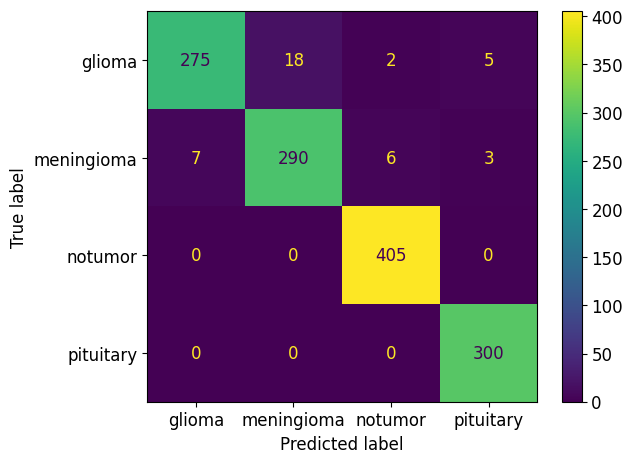 True label
glioma 275 18 2 5
meningioma 7 290 6 3
notumor 0 0 405 0
pituitary 0 0 0 300
glioma meningioma notumor pituitary
Predicted label
400
350
300
250
200
150
100
50
0